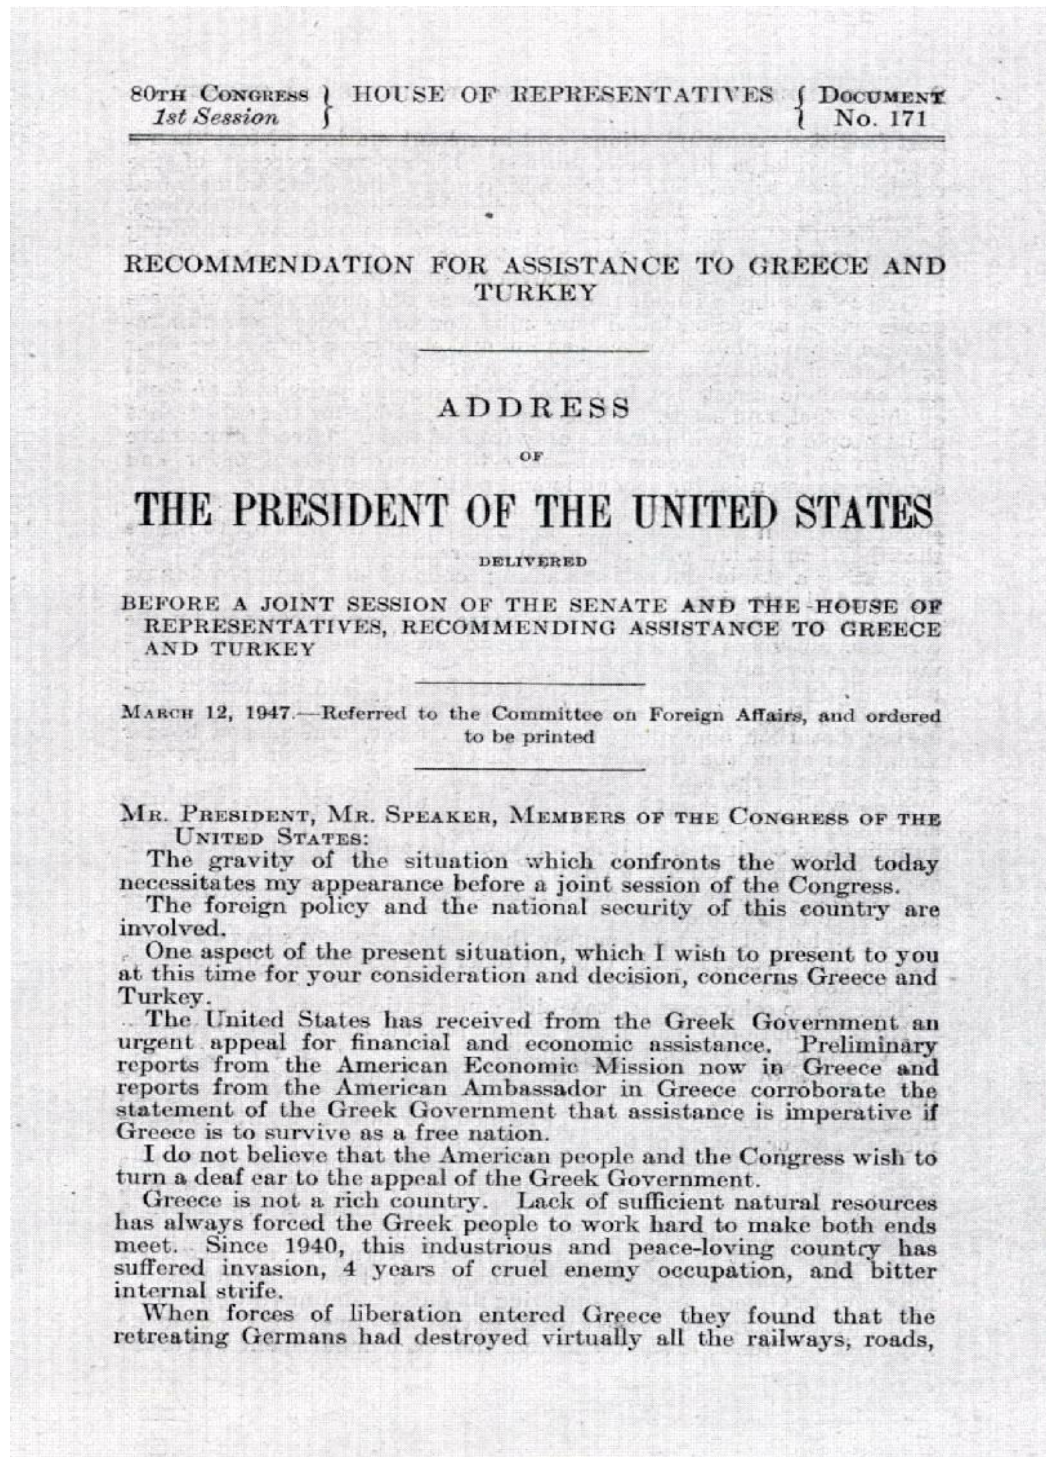 80TH CONGRESS } HOUSE OF REPRESENTATIVES { DOCUMENT
1st Session } { No. 171
RECOMMENDATION FOR ASSISTANCE TO GREECE AND
TURKEY
ADDRESS
OF
THE PRESIDENT OF THE UNITED STATES
DELIVERED
BEFORE A JOINT SESSION OF THE SENATE AND THE HOUSE OF
REPRESENTATIVES, RECOMMENDING ASSISTANCE TO GREECE
AND TURKEY
MARCH 12, 1947.—Referred to the Committee on Foreign Affairs, and ordered
to be printed
MR. PRESIDENT, MR. SPEAKER, MEMBERS OF THE CONGRESS OF THE
UNITED STATES:
The gravity of the situation which confronts the world today
necessitates my appearance before a joint session of the Congress.
The foreign policy and the national security of this country are
involved.
One aspect of the present situation, which I wish to present to you
at this time for your consideration and decision, concerns Greece and
Turkey.
The United States has received from the Greek Government an
urgent appeal for financial and economic assistance. Preliminary
reports from the American Economic Mission now in Greece and
reports from the American Ambassador in Greece corroborate the
statement of the Greek Government that assistance is imperative if
Greece is to survive as a free nation.
I do not believe that the American people and the Congress wish to
turn a deaf ear to the appeal of the Greek Government.
Greece is not a rich country. Lack of sufficient natural resources
has always forced the Greek people to work hard to make both ends
meet. Since 1940, this industrious and peace-loving country has
suffered invasion, 4 years of cruel enemy occupation, and bitter
internal strife.
When forces of liberation entered Greece they found that the
retreating Germans had destroyed virtually all the railways, roads,